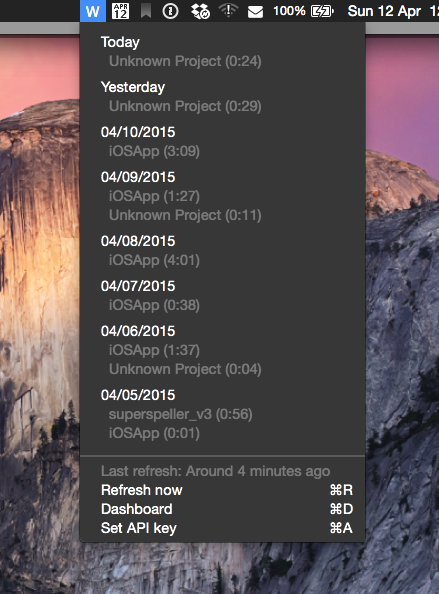 W APR 12 100% Sun 12 Apr
Today
Unknown Project (0:24)
Yesterday
Unknown Project (0:29)
04/10/2015
iOSApp (3:09)
04/09/2015
iOSApp (1:27)
Unknown Project (0:11)
04/08/2015
iOSApp (4:01)
04/07/2015
iOSApp (0:38)
04/06/2015
iOSApp (1:37)
Unknown Project (0:04)
04/05/2015
superspeller_v3 (0:56)
iOSApp (0:01)
Last refresh: Around 4 minutes ago
Refresh now ⌘R
Dashboard ⌘D
Set API key ⌘A